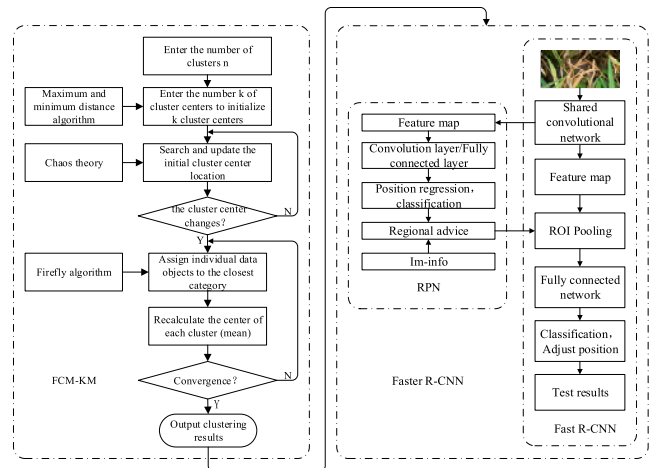 Enter the number of
clusters n
Maximum and
minimum distance
algorithm
Enter the number k of
cluster centers to initialize
k cluster centers
Chaos theory
Search and update the
initial cluster center
location
the cluster center
changes?
N
Y
Firefly algorithm
Assign individual data
objects to the closest
category
Recalculate the center of
each cluster (mean)
Convergence?
N
Y
Output clustering
results
FCM-KM
Feature map
Convolution layer/Fully
connected layer
Position regression,
classification
Regional advice
Im-info
RPN
Faster R-CNN
Shared
convolutional
network
Feature map
ROI Pooling
Fully connected
network
Classification,
Adjust position
Test results
Fast R-CNN